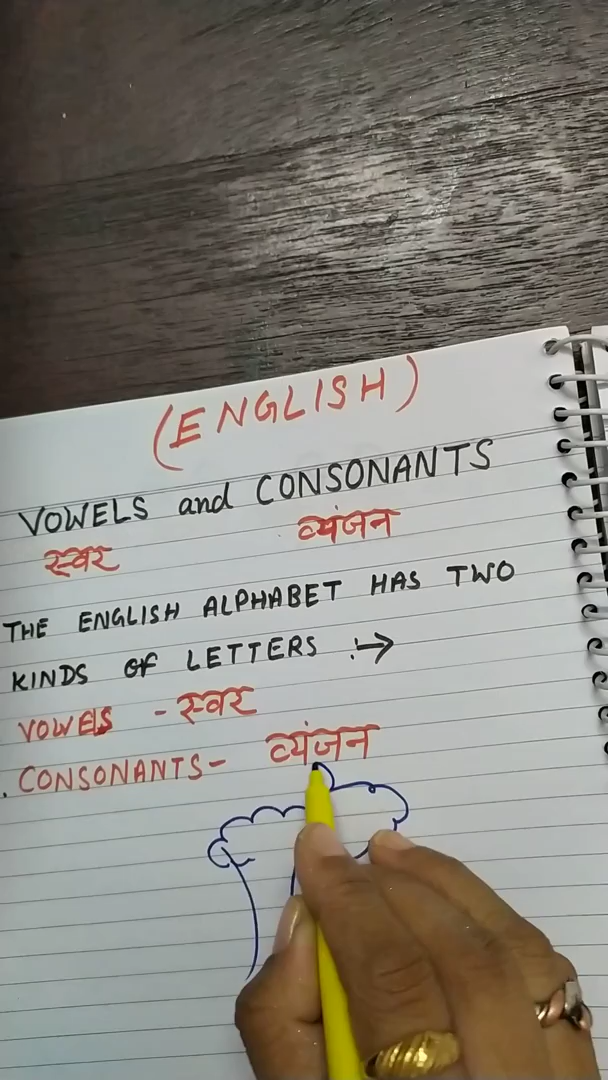 (ENGLISH)
VOWELS and CONSONANTS
स्वर व्यंजन
THE ENGLISH ALPHABET HAS TWO
KINDS OF LETTERS :→
VOWELS - स्वर
. CONSONANTS- व्यंजन